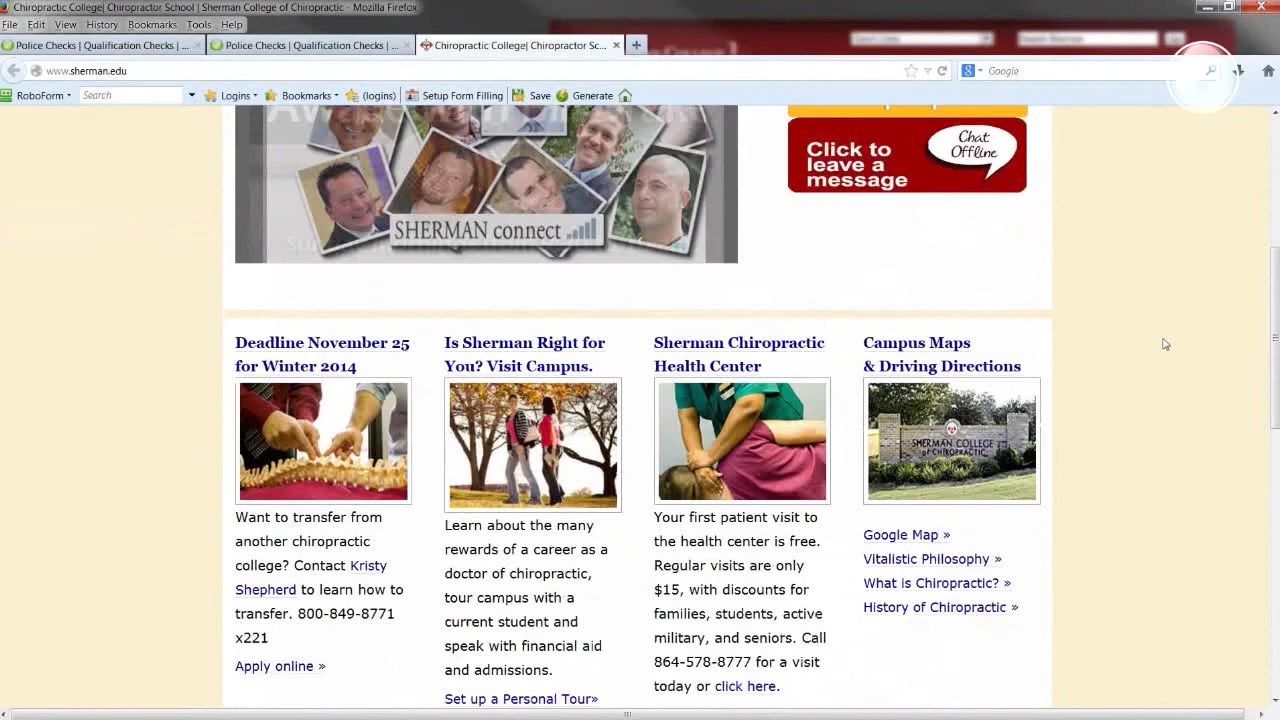 Chiropractic College| Chiropractor School | Sherman College of Chiropractic - Mozilla Firefox
File Edit View History Bookmarks Tools Help
Police Checks | Qualification Checks | ... × Police Checks | Qualification Checks | ... × Chiropractic College| Chiropractor Sc... × +
www.sherman.edu Google
RoboForm Search Logins Bookmarks (logins) Setup Form Filling Save Generate
SHERMAN connect
Click to
leave a
message
Chat
Offline
Deadline November 25
for Winter 2014
Want to transfer from
another chiropractic
college? Contact Kristy
Shepherd to learn how to
transfer. 800-849-8771
x221
Apply online »
Is Sherman Right for
You? Visit Campus.
Learn about the many
rewards of a career as a
doctor of chiropractic,
tour campus with a
current student and
speak with financial aid
and admissions.
Set up a Personal Tour»
Sherman Chiropractic
Health Center
Your first patient visit to
the health center is free.
Regular visits are only
$15, with discounts for
families, students, active
military, and seniors. Call
864-578-8777 for a visit
today or click here.
Campus Maps
& Driving Directions
SHERMAN COLLEGE
of CHIROPRACTIC
Google Map »
Vitalistic Philosophy »
What is Chiropractic? »
History of Chiropractic »